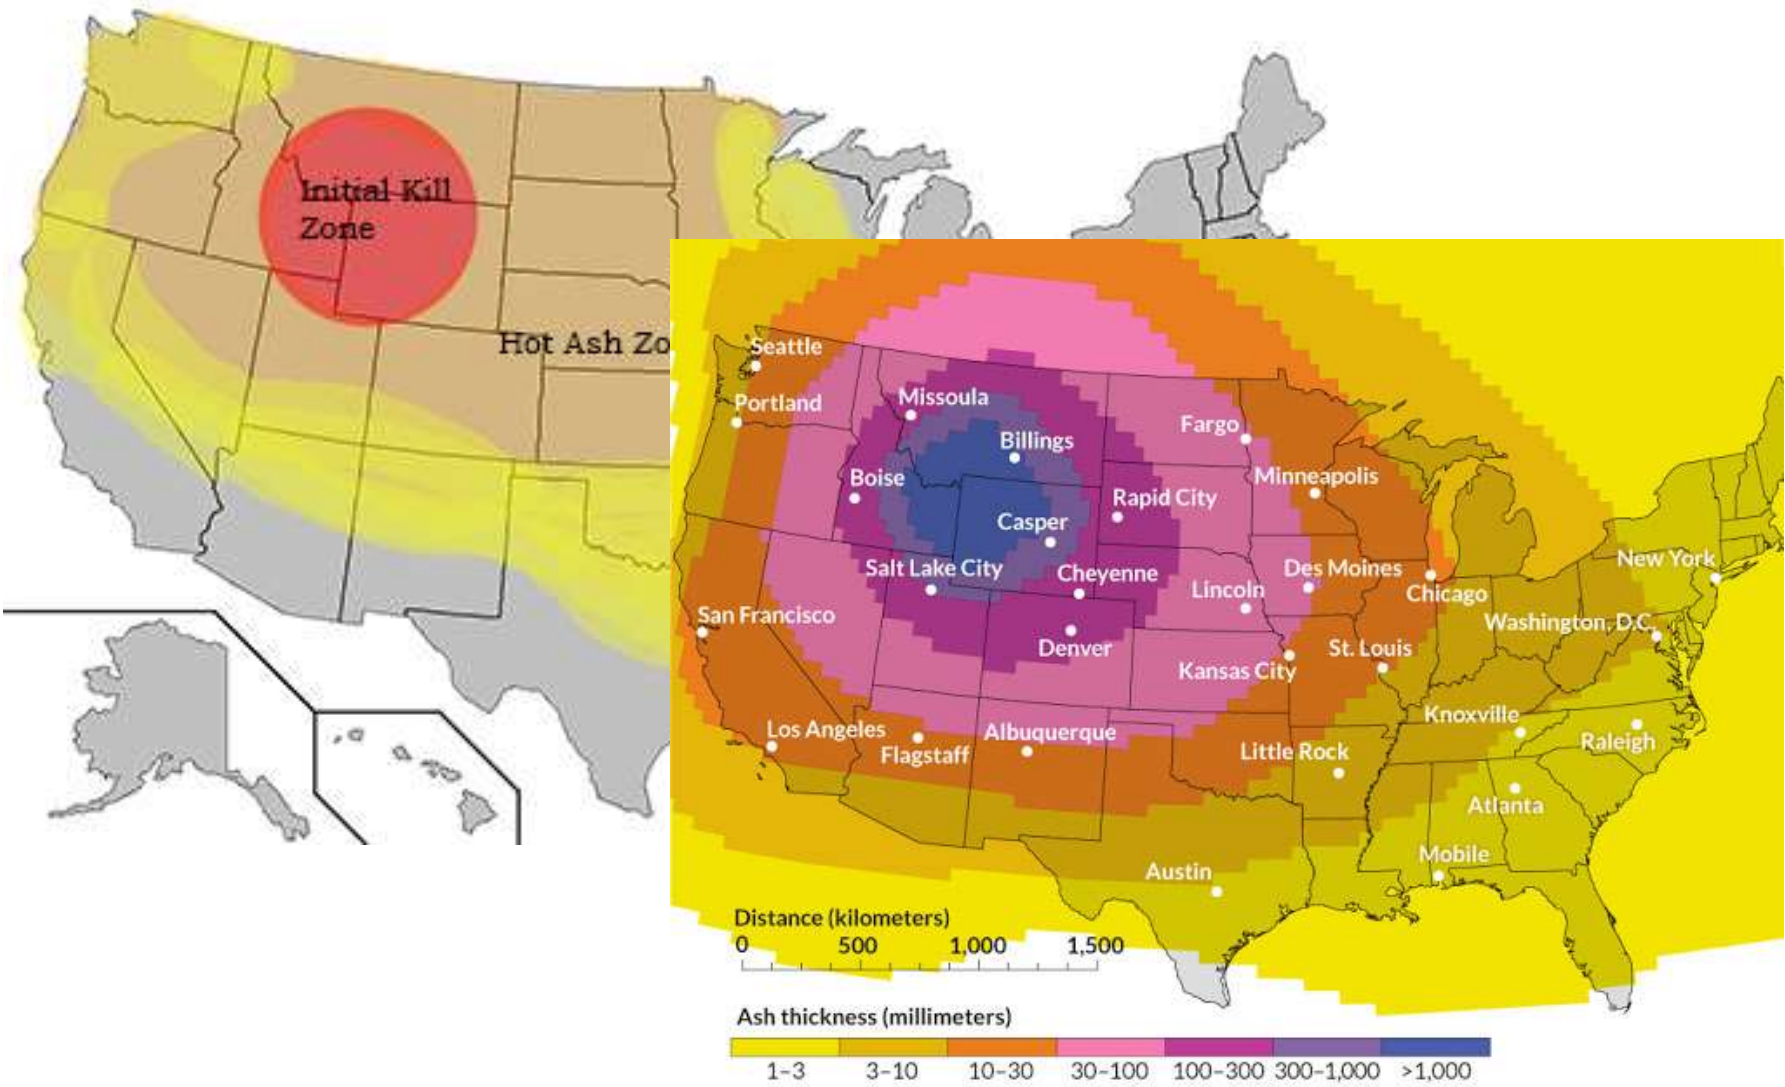 Initial Kill
Zone
Hot Ash Zo
Seattle
Portland
Missoula
Billings
Fargo
Minneapolis
Boise
Rapid City
Casper
Salt Lake City
Cheyenne
Lincoln
Des Moines
Chicago
New York
San Francisco
Denver
Kansas City
St. Louis
Washington, D.C.
Los Angeles
Flagstaff
Albuquerque
Little Rock
Knoxville
Raleigh
Atlanta
Austin
Mobile
Distance (kilometers)
0 500 1,000 1,500
Ash thickness (millimeters)
1–3 3–10 10–30 30–100 100–300 300–1,000 >1,000